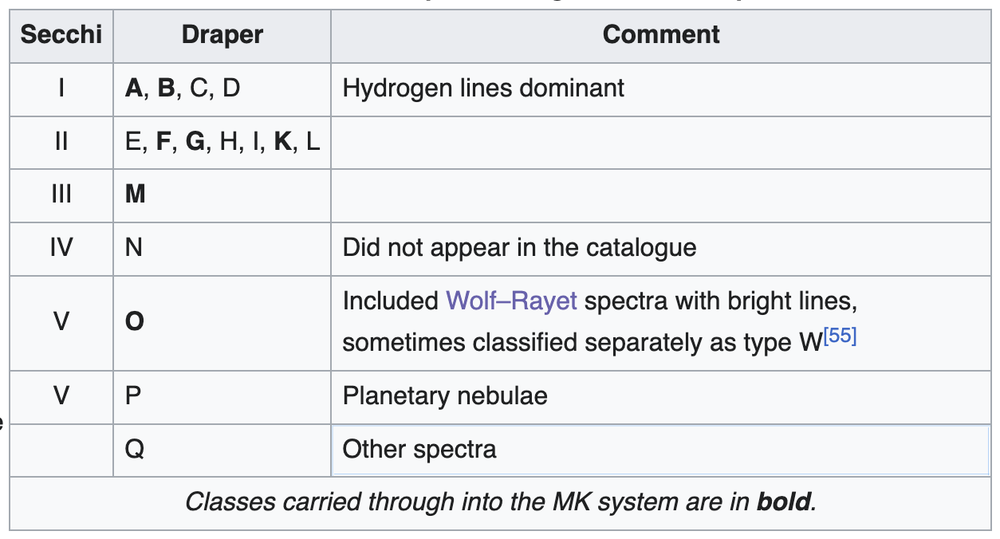 Secchi Draper Comment
I A, B, C, D Hydrogen lines dominant
II E, F, G, H, I, K, L
III M
IV N Did not appear in the catalogue
V O Included Wolf–Rayet spectra with bright lines,
sometimes classified separately as type W[55]
V P Planetary nebulae
Q Other spectra
Classes carried through into the MK system are in bold.